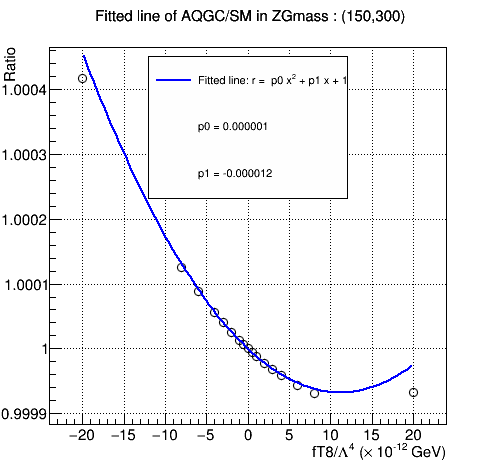 Fitted line of AQGC/SM in ZGmass : (150,300)
Ratio
Fitted line: r = p0 x² + p1 x + 1
p0 = 0.000001
p1 = -0.000012
1.0004
1.0003
1.0002
1.0001
1
0.9999
−20 −15 −10 −5 0 5 10 15 20
fT8/Λ⁴ (× 10⁻¹² GeV)